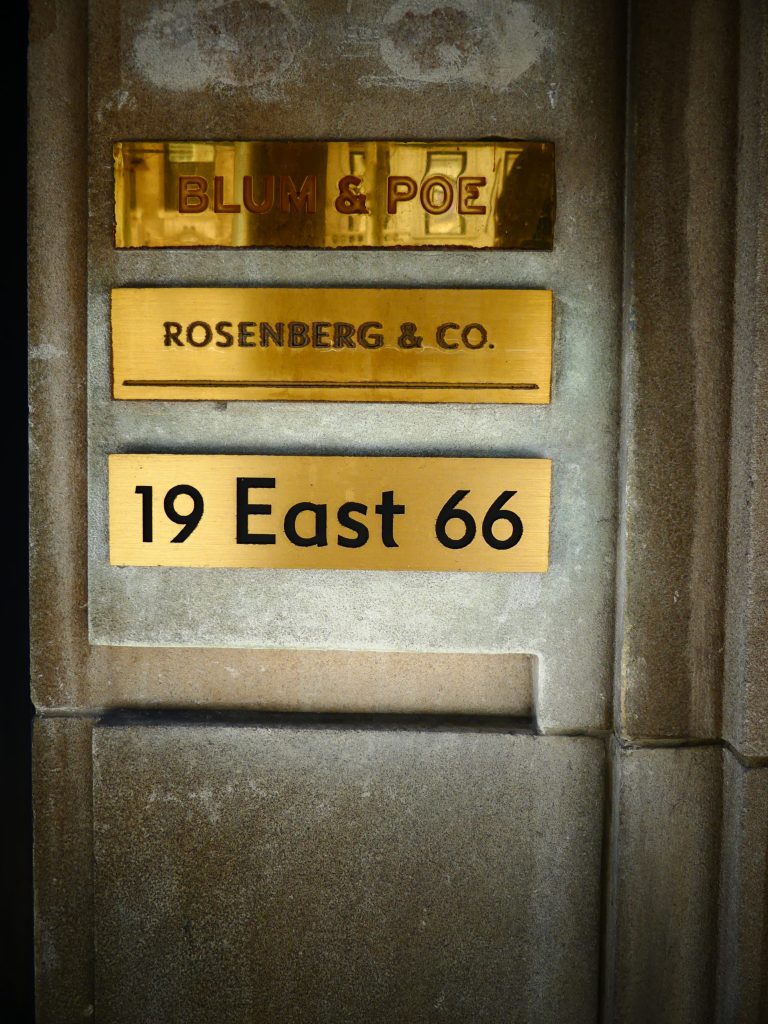 BLUM & POE
ROSENBERG & CO.
19 East 66